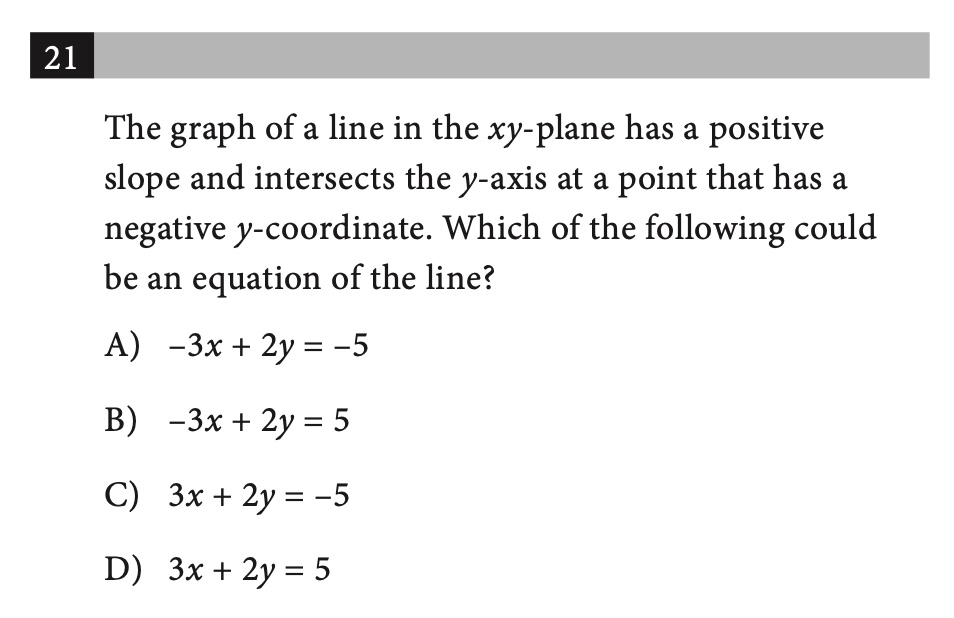 21
The graph of a line in the xy-plane has a positive
slope and intersects the y-axis at a point that has a
negative y-coordinate. Which of the following could
be an equation of the line?
A) –3x + 2y = –5
B) –3x + 2y = 5
C) 3x + 2y = –5
D) 3x + 2y = 5